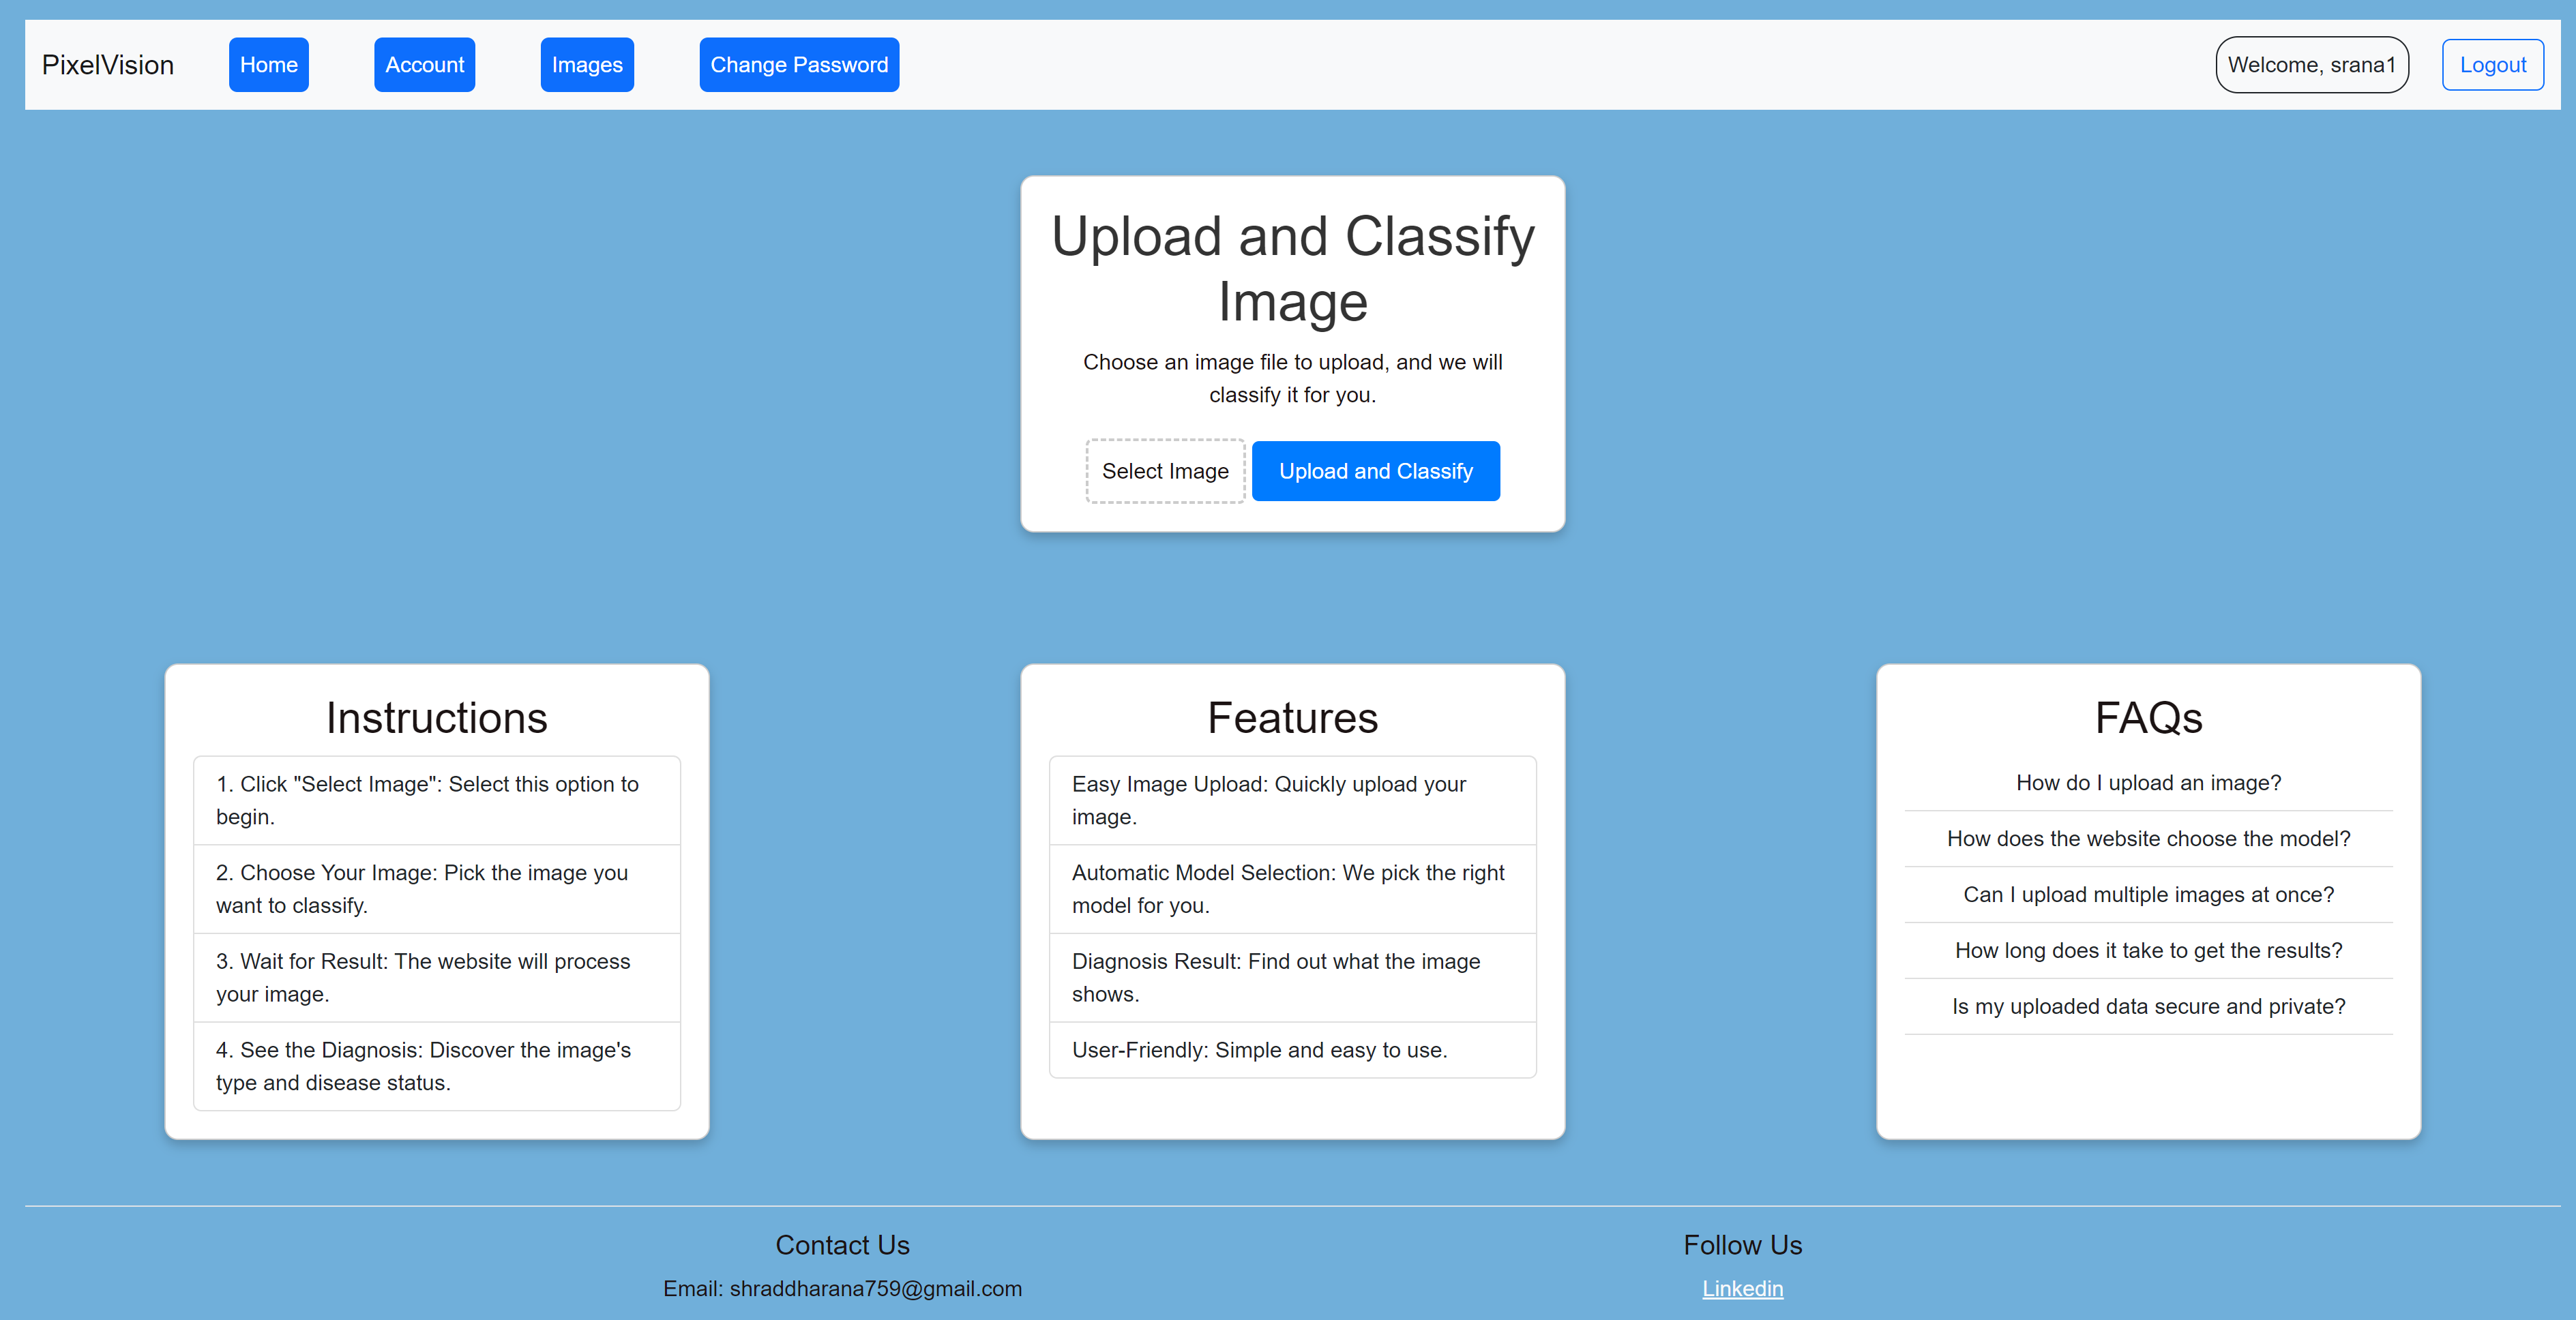 PixelVision Home Account Images Change Password Welcome, srana1 Logout
Upload and Classify
Image
Choose an image file to upload, and we will
classify it for you.
Select Image Upload and Classify
Instructions
1. Click "Select Image": Select this option to
begin.
2. Choose Your Image: Pick the image you
want to classify.
3. Wait for Result: The website will process
your image.
4. See the Diagnosis: Discover the image's
type and disease status.
Features
Easy Image Upload: Quickly upload your
image.
Automatic Model Selection: We pick the right
model for you.
Diagnosis Result: Find out what the image
shows.
User-Friendly: Simple and easy to use.
FAQs
How do I upload an image?
How does the website choose the model?
Can I upload multiple images at once?
How long does it take to get the results?
Is my uploaded data secure and private?
Contact Us
Email: shraddharana759@gmail.com
Follow Us
Linkedin